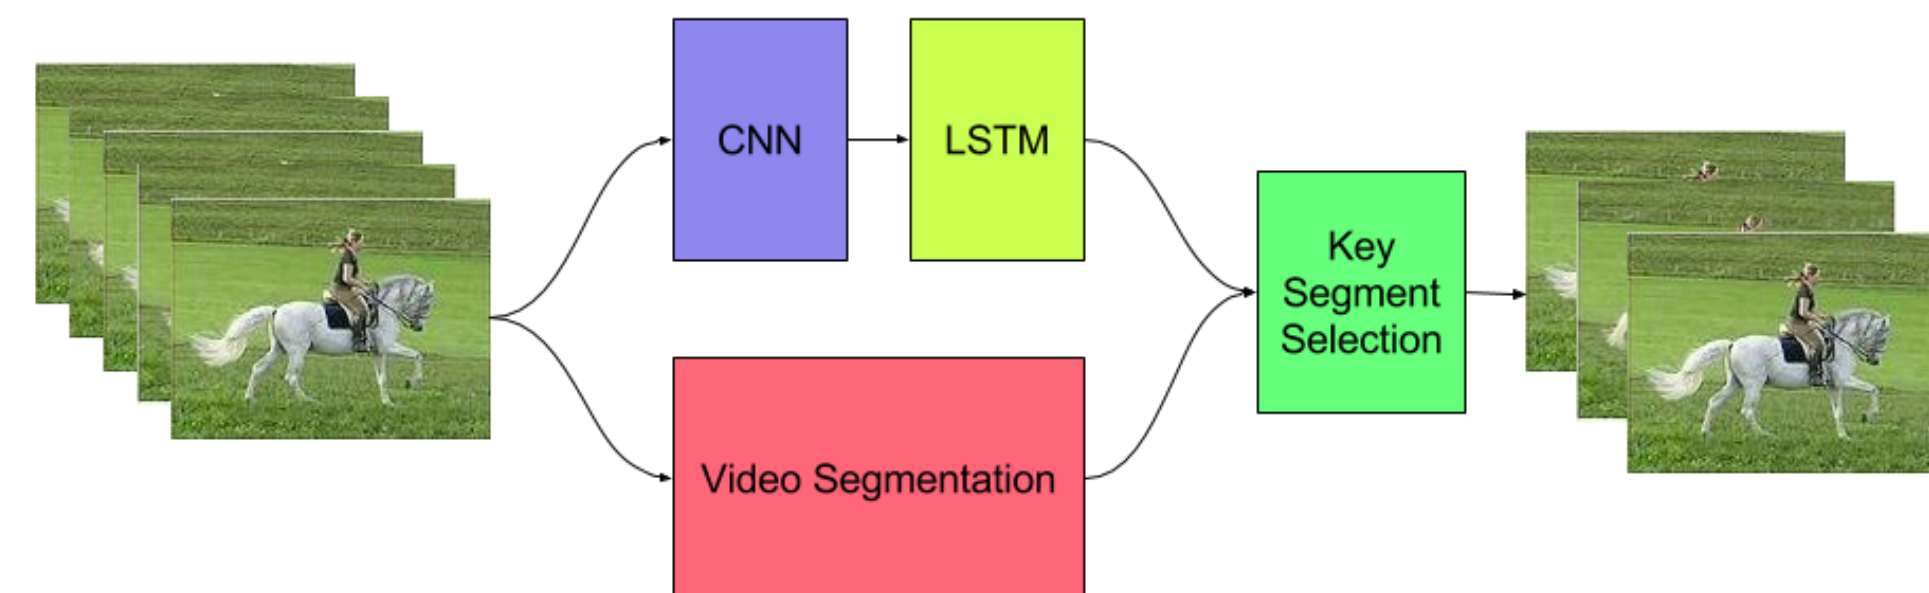 CNN
LSTM
Key
Segment
Selection
Video Segmentation